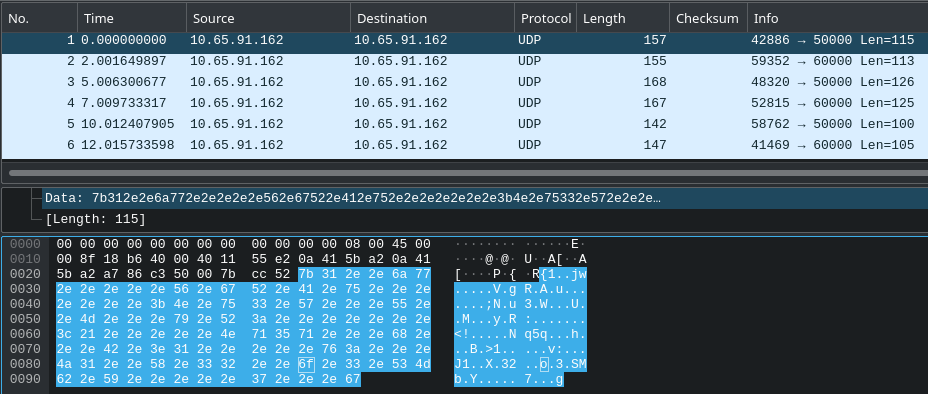 No. Time Source Destination Protocol Length Checksum Info
1 0.000000000 10.65.91.162 10.65.91.162 UDP 157 42886 → 50000 Len=115
2 2.001649897 10.65.91.162 10.65.91.162 UDP 155 59352 → 60000 Len=113
3 5.006300677 10.65.91.162 10.65.91.162 UDP 168 48320 → 50000 Len=126
4 7.009733317 10.65.91.162 10.65.91.162 UDP 167 52815 → 60000 Len=125
5 10.012407905 10.65.91.162 10.65.91.162 UDP 142 58762 → 50000 Len=100
6 12.015733598 10.65.91.162 10.65.91.162 UDP 147 41469 → 60000 Len=105
Data: 7b312e2e6a772e2e2e2e2e562e67522e412e752e2e2e2e2e2e2e3b4e2e75332e572e2e2e…
[Length: 115]
0000 00 00 00 00 00 00 00 00 00 00 00 00 08 00 45 00 ········ ······E·
0010 00 8f 18 b6 40 00 40 11 55 e2 0a 41 5b a2 0a 41 ····@·@· U··A[··A
0020 5b a2 a7 86 c3 50 00 7b cc 52 7b 31 2e 2e 6a 77 [····P·{ ·R{1..jw
0030 2e 2e 2e 2e 2e 56 2e 67 52 2e 41 2e 75 2e 2e 2e .....V.g R.A.u...
0040 2e 2e 2e 2e 3b 4e 2e 75 33 2e 57 2e 2e 2e 55 2e ....;N.u 3.W...U.
0050 2e 4d 2e 2e 2e 79 2e 52 3a 2e 2e 2e 2e 2e 2e 2e .M...y.R :.......
0060 3c 21 2e 2e 2e 2e 2e 4e 71 35 71 2e 2e 2e 68 2e <!.....N q5q...h.
0070 2e 2e 42 2e 3e 31 2e 2e 2e 2e 2e 76 3a 2e 2e 2e ..B.>1.. ...v:...
0080 4a 31 2e 2e 58 2e 33 32 2e 2e 6f 2e 33 2e 53 4d J1..X.32 ..o.3.SM
0090 62 2e 59 2e 2e 2e 2e 2e 37 2e 2e 2e 67 b.Y..... 7...g